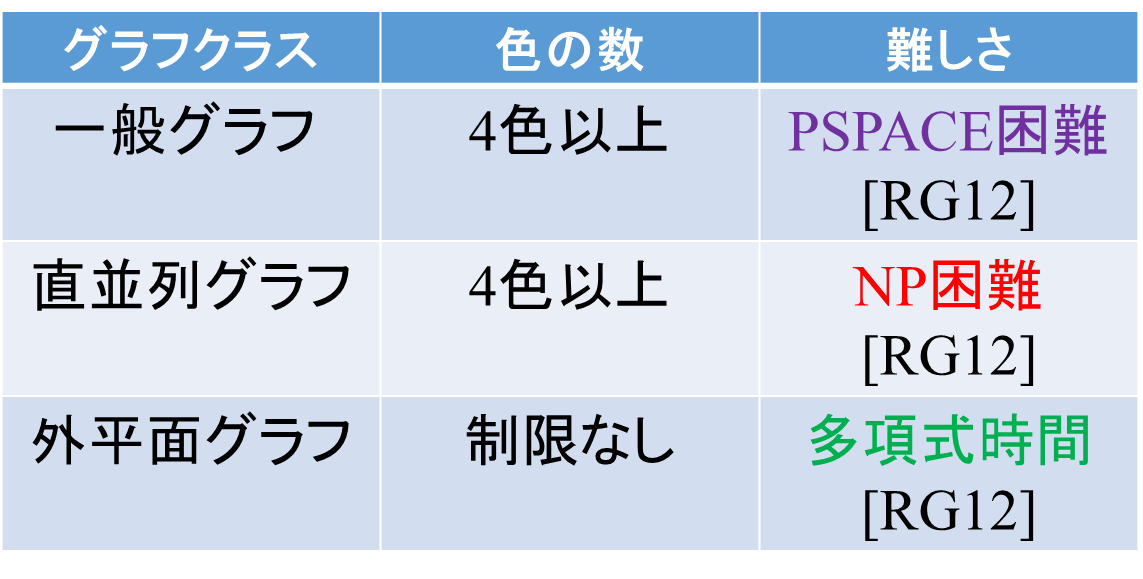 グラフクラス 色の数 難しさ
一般グラフ 4色以上 PSPACE困難
[RG12]
直並列グラフ 4色以上 NP困難
[RG12]
外平面グラフ 制限なし 多項式時間
[RG12]